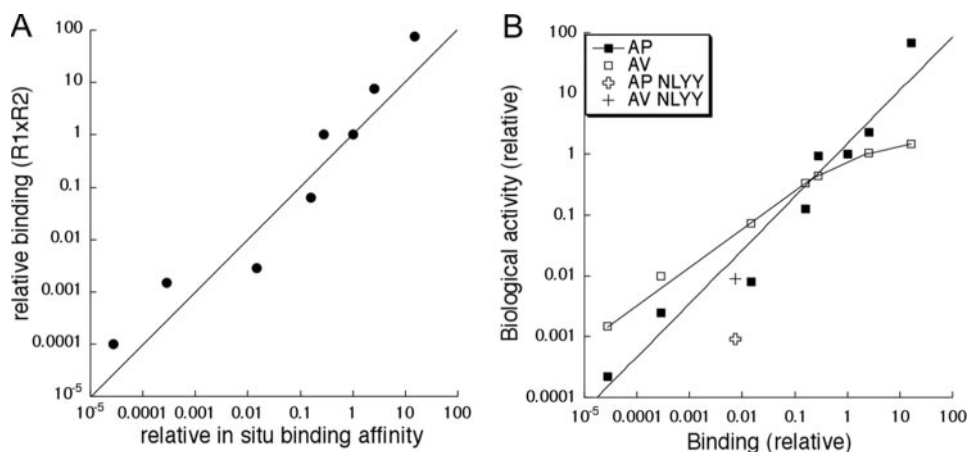 A
relative binding (R1xR2)
100
10
1
0.1
0.01
0.001
0.0001
10-5
10-5 0.0001 0.001 0.01 0.1 1 10 100
relative in situ binding affinity
B
Biological activity (relative)
AP
AV
AP NLYY
AV NLYY
100
10
1
0.1
0.01
0.001
0.0001
10-5 0.0001 0.001 0.01 0.1 1 10 100
Binding (relative)